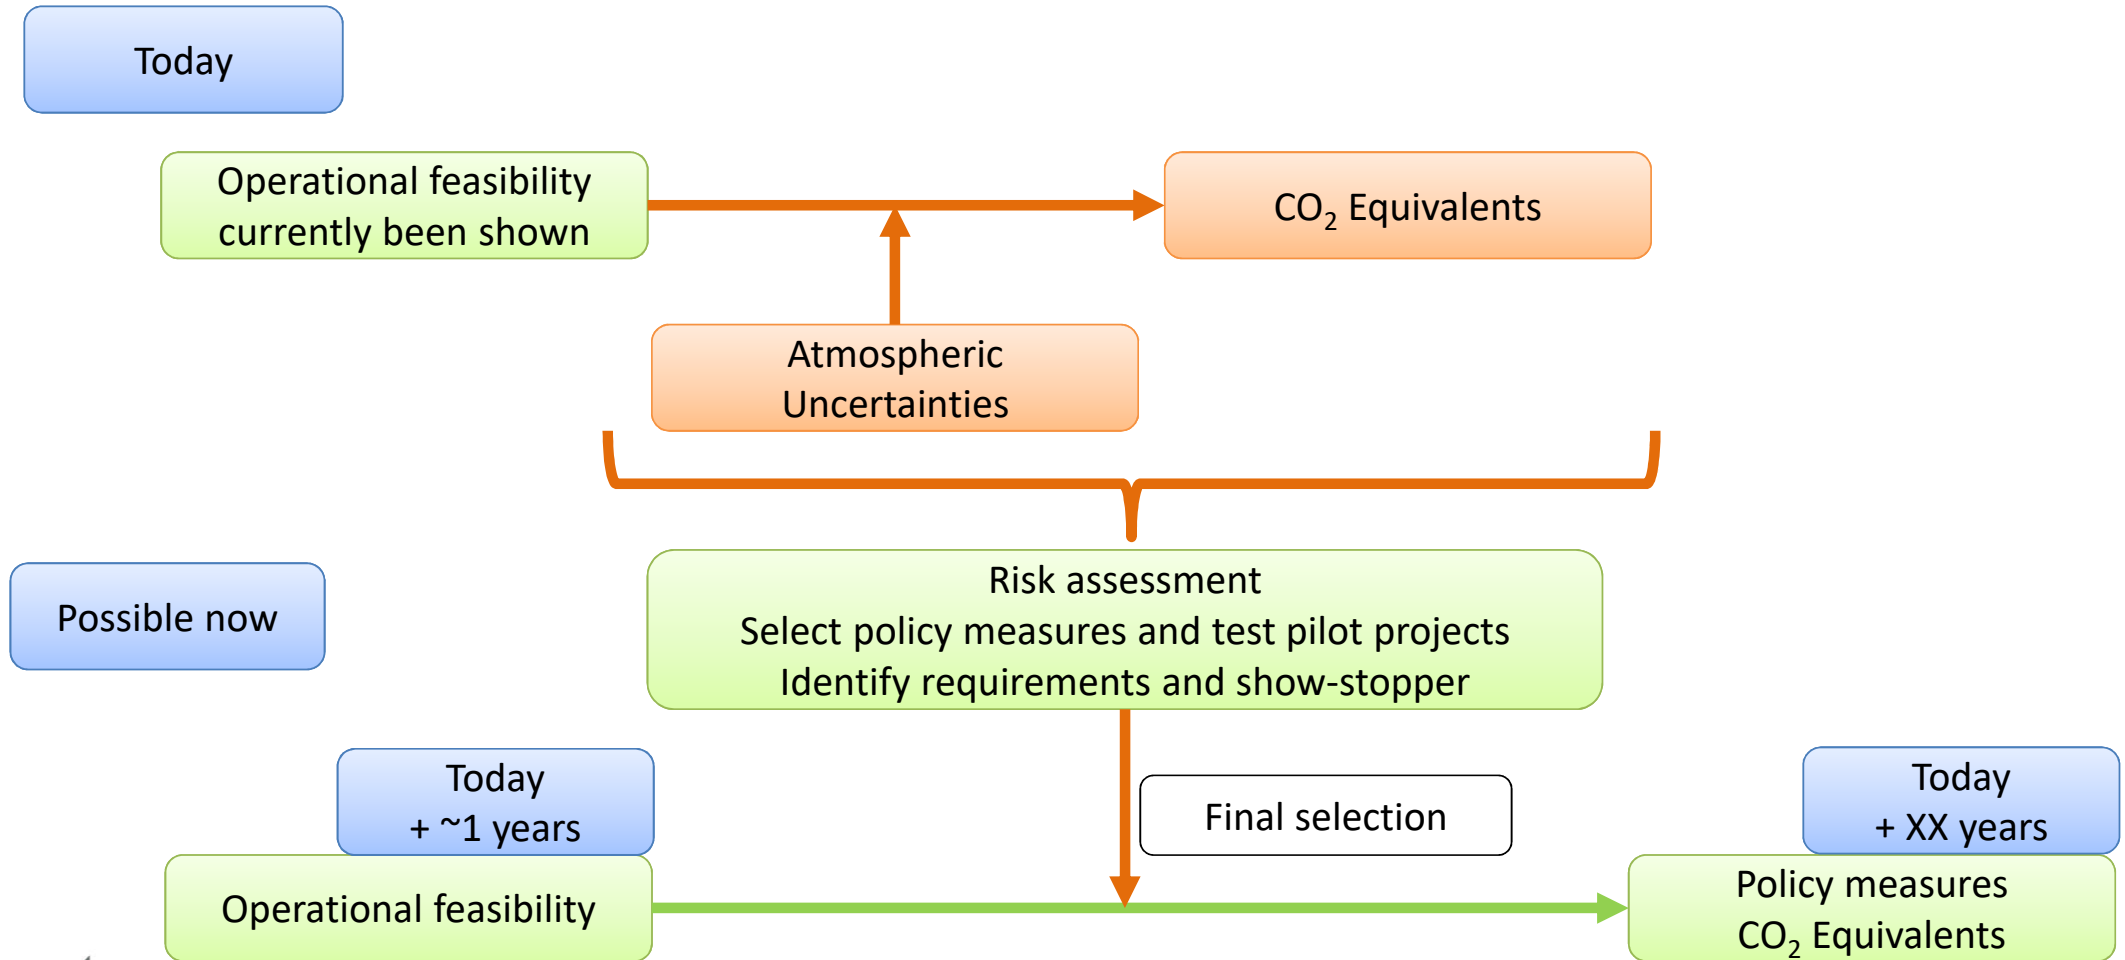 Today
Operational feasibility
currently been shown
CO₂ Equivalents
Atmospheric
Uncertainties
Possible now
Risk assessment
Select policy measures and test pilot projects
Identify requirements and show-stopper
Today
+ ~1 years
Final selection
Today
+ XX years
Operational feasibility
Policy measures
CO₂ Equivalents